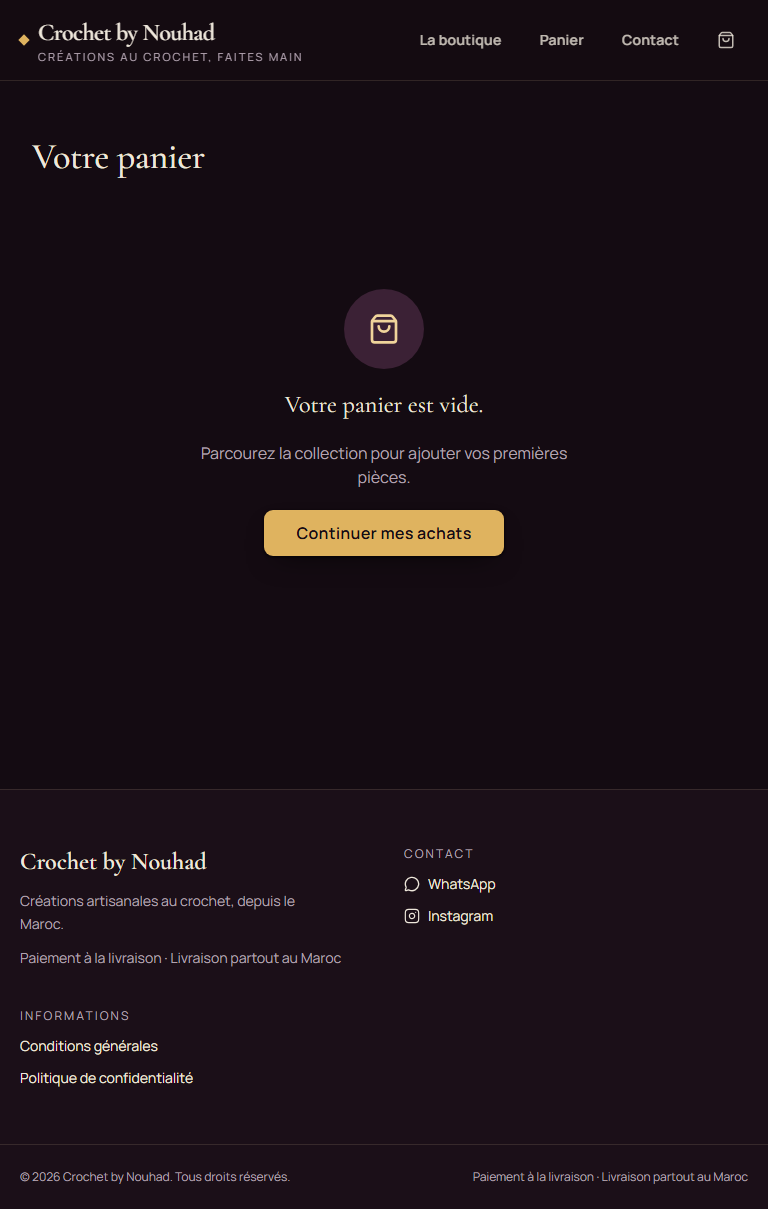 Crochet by Nouhad
CRÉATIONS AU CROCHET, FAITES MAIN
La boutique
Panier
Contact
Votre panier
Votre panier est vide.
Parcourez la collection pour ajouter vos premières
pièces.
Continuer mes achats
Crochet by Nouhad
Créations artisanales au crochet, depuis le
Maroc.
Paiement à la livraison · Livraison partout au Maroc
CONTACT
WhatsApp
Instagram
INFORMATIONS
Conditions générales
Politique de confidentialité
© 2026 Crochet by Nouhad. Tous droits réservés.
Paiement à la livraison · Livraison partout au Maroc